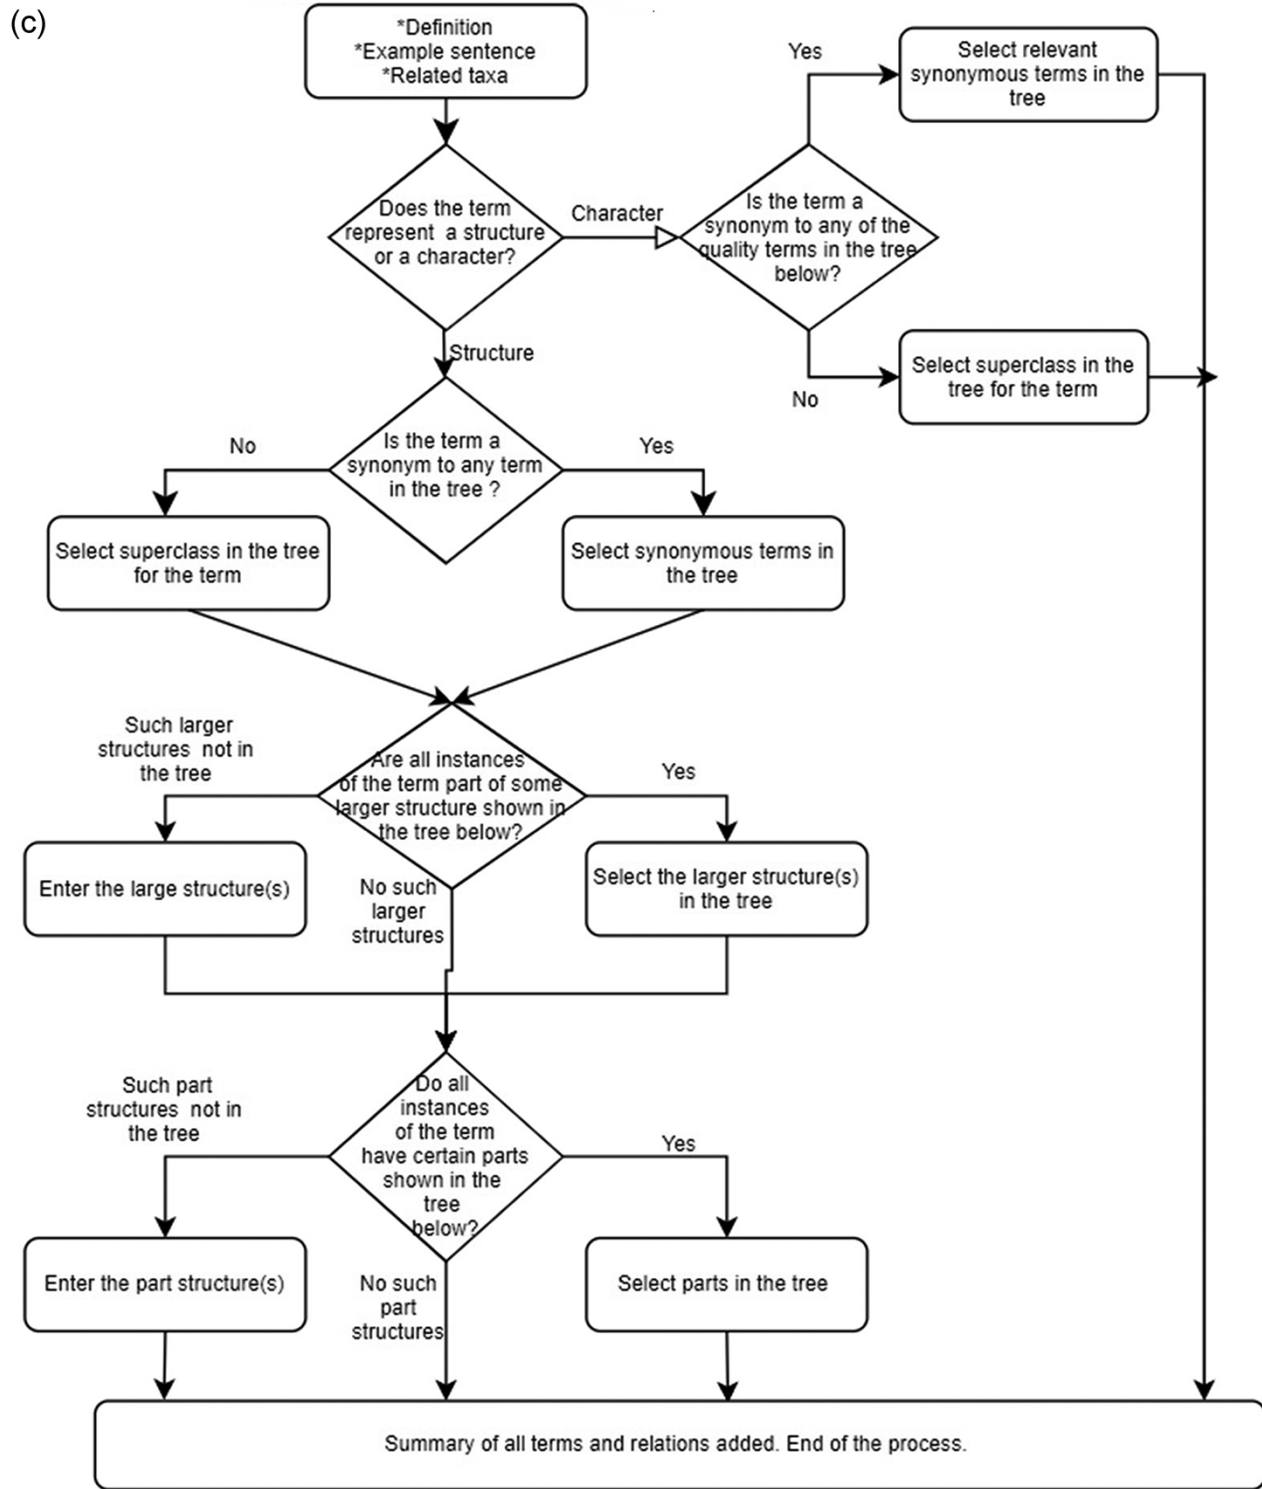 (c)
*Definition
*Example sentence
*Related taxa
Yes
Select relevant
synonymous terms in the
tree
Does the term
represent a structure
or a character?
Character
Is the term a
synonym to any of the
quality terms in the tree
below?
Structure
No
Select superclass in the
tree for the term
No
Is the term a
synonym to any term
in the tree ?
Yes
Select superclass in the tree
for the term
Select synonymous terms in
the tree
Such larger
structures not in
the tree
Are all instances
of the term part of some
larger structure shown in
the tree below?
Yes
Enter the large structure(s)
No such
larger
structures
Select the larger structure(s)
in the tree
Such part
structures not in
the tree
Do all
instances
of the term
have certain parts
shown in the
tree
below?
Yes
Enter the part structure(s)
No such
part
structures
Select parts in the tree
Summary of all terms and relations added. End of the process.